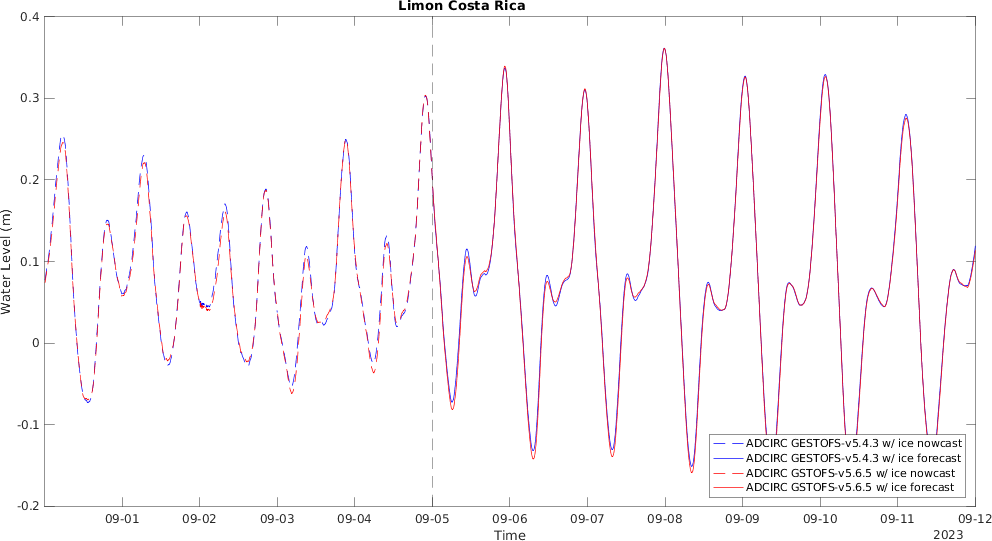 Limon Costa Rica
0.4
0.3
0.2
0.1
0
-0.1
-0.2
Water Level (m)
ADCIRC GESTOFS-v5.4.3 w/ ice nowcast
ADCIRC GESTOFS-v5.4.3 w/ ice forecast
ADCIRC GSTOFS-v5.6.5 w/ ice nowcast
ADCIRC GSTOFS-v5.6.5 w/ ice forecast
09-01 09-02 09-03 09-04 09-05 09-06 09-07 09-08 09-09 09-10 09-11 09-12
Time
2023